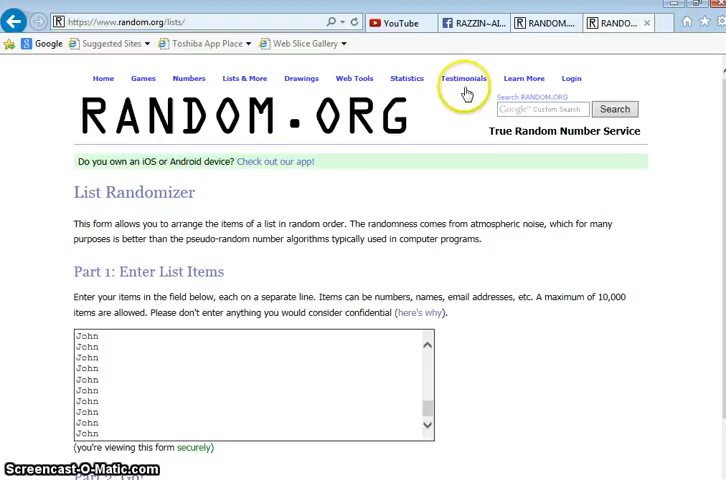 https://www.random.org/lists/
YouTube
RAZZIN~AI...
RANDOM....
RANDO...
Google
Suggested Sites
Toshiba App Place
Web Slice Gallery
Home Games Numbers Lists & More Drawings Web Tools Statistics Testimonials Learn More Login
Search RANDOM.ORG
Google Custom Search
Search
RANDOM.ORG
True Random Number Service
Do you own an iOS or Android device? Check out our app!
List Randomizer
This form allows you to arrange the items of a list in random order. The randomness comes from atmospheric noise, which for many
purposes is better than the pseudo-random number algorithms typically used in computer programs.
Part 1: Enter List Items
Enter your items in the field below, each on a separate line. Items can be numbers, names, email addresses, etc. A maximum of 10,000
items are allowed. Please don't enter anything you would consider confidential (here's why).
John
John
John
John
John
John
John
John
John
John
(you're viewing this form securely)
Part 2: Go!
Screencast-O-Matic.com